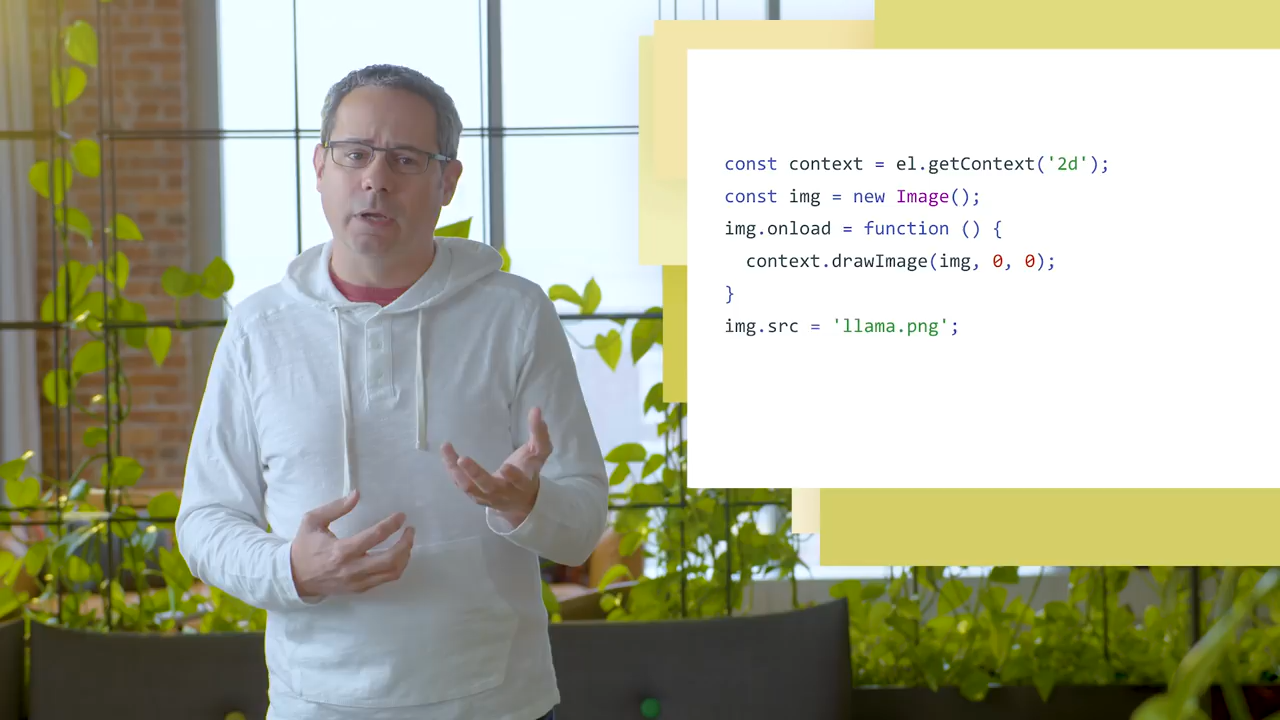 const context = el.getContext('2d');
const img = new Image();
img.onload = function () {
  context.drawImage(img, 0, 0);
}
img.src = 'llama.png';